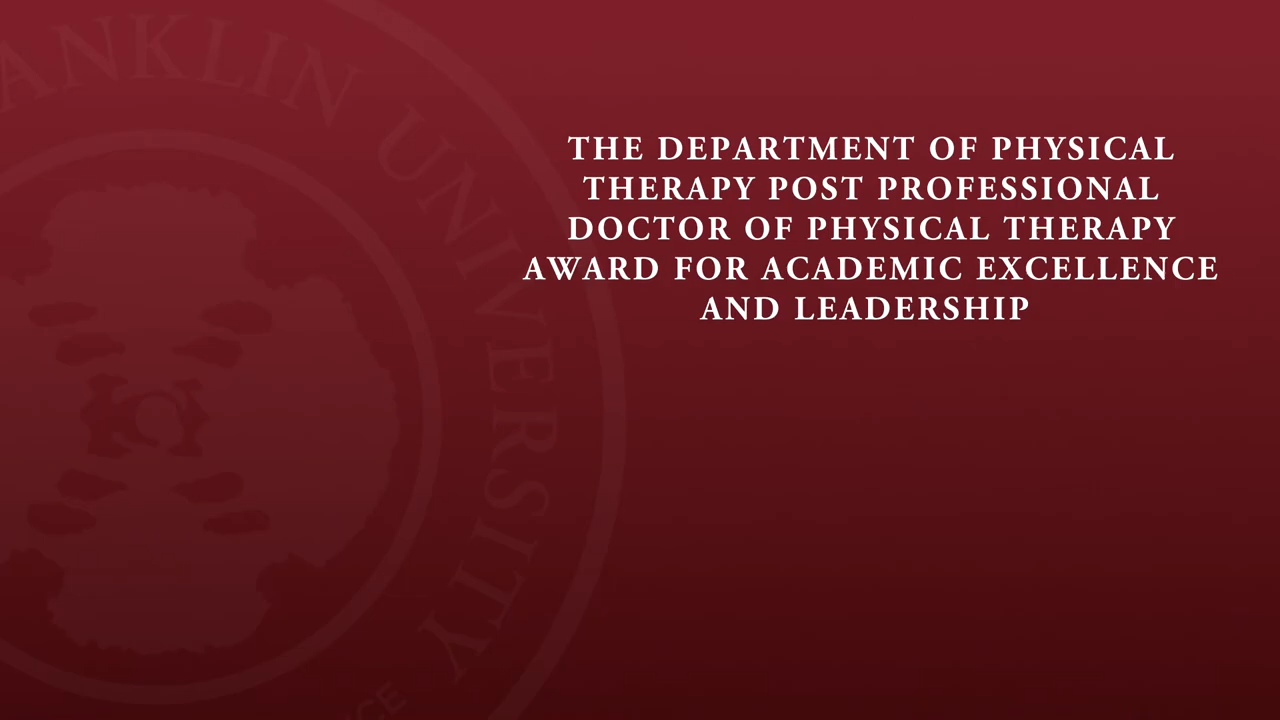 THE DEPARTMENT OF PHYSICAL
THERAPY POST PROFESSIONAL
DOCTOR OF PHYSICAL THERAPY
AWARD FOR ACADEMIC EXCELLENCE
AND LEADERSHIP
ANKLIN UNIVERSITY